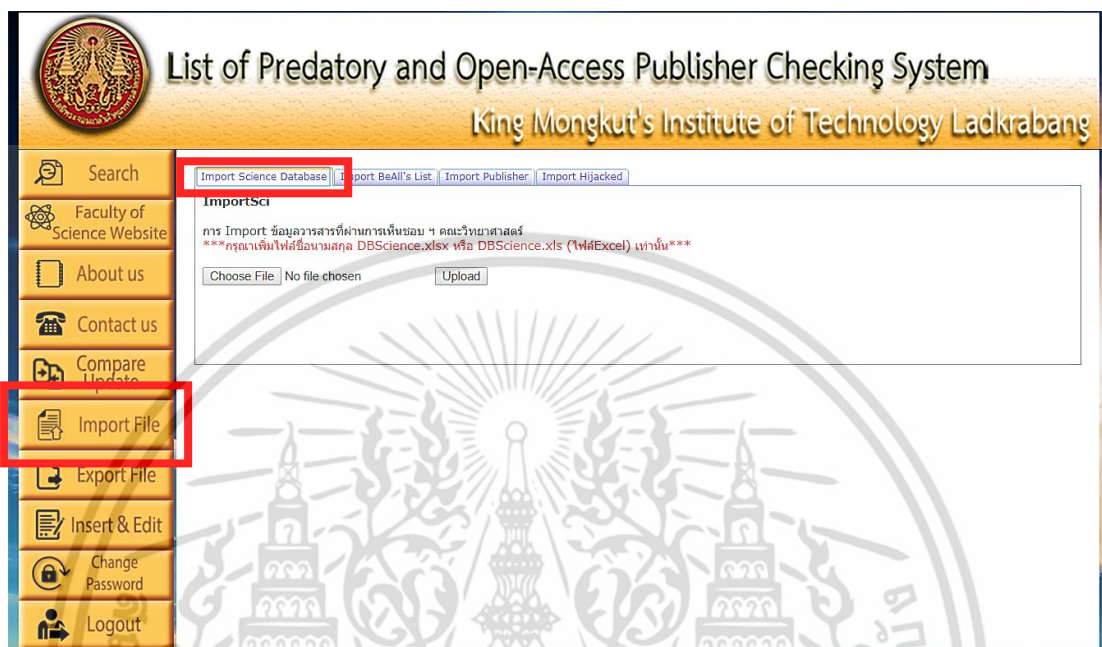 List of Predatory and Open-Access Publisher Checking System
King Mongkut's Institute of Technology Ladkrabang
Search
Faculty of
Science Website
About us
Contact us
Compare
Update
Import File
Export File
Insert & Edit
Change
Password
Logout
Import Science Database
Import BeAll's List
Import Publisher
Import Hijacked
ImportSci
การ Import ข้อมูลวารสารที่ผ่านการเห็นชอบ ฯ คณะวิทยาศาสตร์
***กรุณาเพิ่มไฟล์ชื่อนามสกุล DBScience.xlsx หรือ DBScience.xls (ไฟล์Excel) เท่านั้น***
Choose File No file chosen
Upload